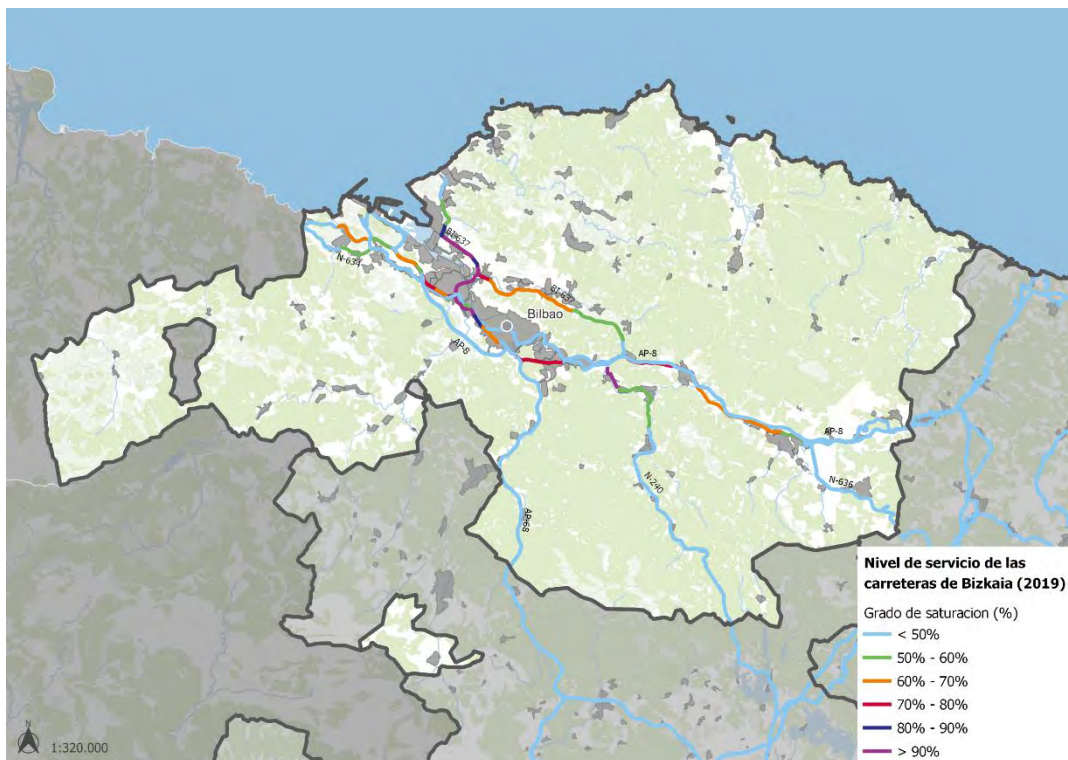 BI-637
N-634
BI-637
Bilbao
AP-8
AP-8
AP-8
N-636
N-240
AP-68
Nivel de servicio de las
carreteras de Bizkaia (2019)
Grado de saturacion (%)
< 50%
50% - 60%
60% - 70%
70% - 80%
80% - 90%
> 90%
N
1:320.000